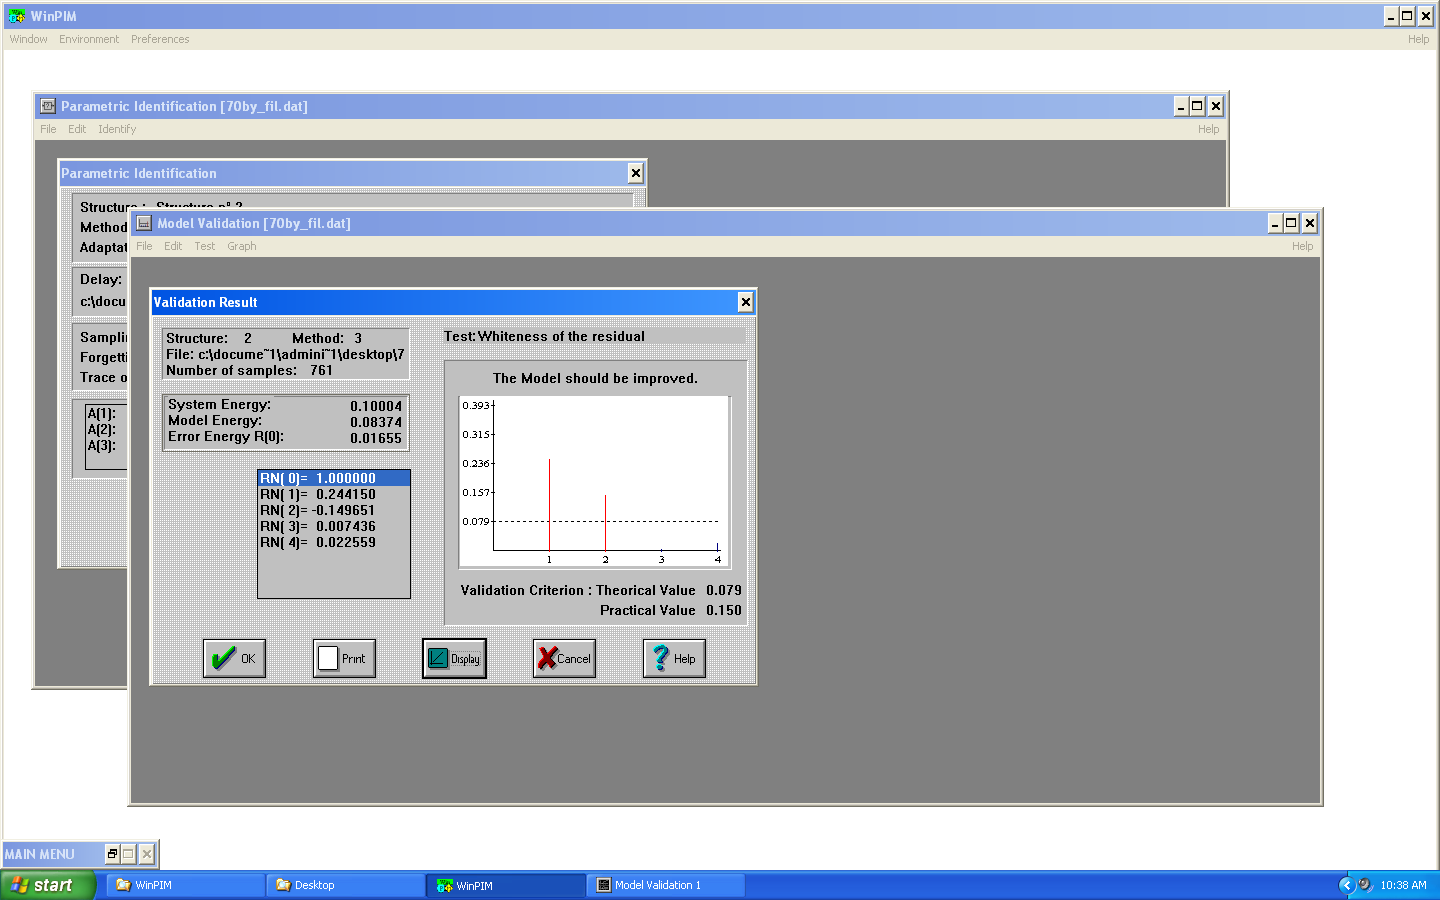 WinPIM
Window Environment Preferences Help
Parametric Identification [70by_fil.dat]
File Edit Identify Help
Parametric Identification
Structure : Structure n° 2
Method
Adaptat
Delay:
c:\docu
Sampli
Forgetti
Trace o
A(1):
A(2):
A(3):
Model Validation [70by_fil.dat]
File Edit Test Graph Help
Validation Result
Structure: 2 Method: 3
File: c:\docume~1\admini~1\desktop\7
Number of samples: 761
System Energy: 0.10004
Model Energy: 0.08374
Error Energy R(0): 0.01655
RN( 0)= 1.000000
RN( 1)= 0.244150
RN( 2)= -0.149651
RN( 3)= 0.007436
RN( 4)= 0.022559
Test:Whiteness of the residual
The Model should be improved.
0.393
0.315
0.236
0.157
0.079
1 2 3 4
Validation Criterion : Theorical Value 0.079
Practical Value 0.150
OK Print Display Cancel Help
MAIN MENU
start WinPIM Desktop WinPIM Model Validation 1 10:38 AM